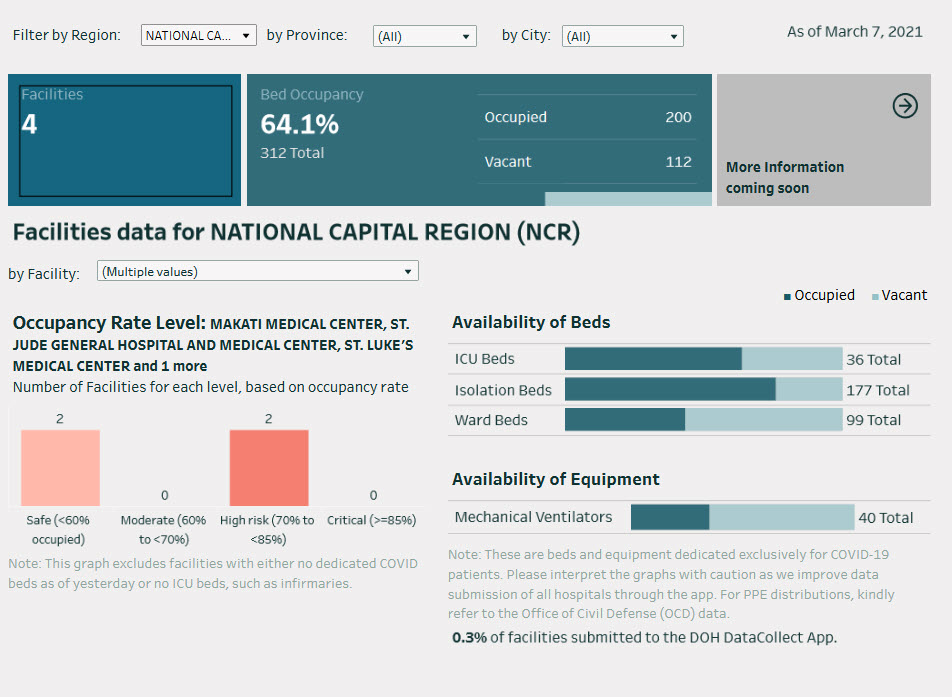 Filter by Region: NATIONAL CA... by Province: (All) by City: (All) As of March 7, 2021
Facilities
4
Bed Occupancy
64.1%
312 Total
Occupied 200
Vacant 112
More Information
coming soon
Facilities data for NATIONAL CAPITAL REGION (NCR)
by Facility: (Multiple values)
Occupied Vacant
Occupancy Rate Level: MAKATI MEDICAL CENTER, ST.
JUDE GENERAL HOSPITAL AND MEDICAL CENTER, ST. LUKE'S
MEDICAL CENTER and 1 more
Number of Facilities for each level, based on occupancy rate
2 0 2 0
Safe (<60% occupied)
Moderate (60% to <70%)
High risk (70% to <85%)
Critical (>=85%)
Note: This graph excludes facilities with either no dedicated COVID
beds as of yesterday or no ICU beds, such as infirmaries.
Availability of Beds
ICU Beds 36 Total
Isolation Beds 177 Total
Ward Beds 99 Total
Availability of Equipment
Mechanical Ventilators 40 Total
Note: These are beds and equipment dedicated exclusively for COVID-19
patients. Please interpret the graphs with caution as we improve data
submission of all hospitals through the app. For PPE distributions, kindly
refer to the Office of Civil Defense (OCD) data.
0.3% of facilities submitted to the DOH DataCollect App.